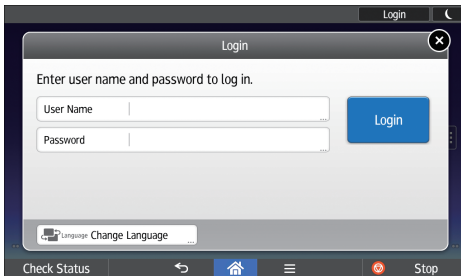 Login
Login
Enter user name and password to log in.
User Name
...
Login
Password
...
Language Change Language
...
Check Status
Stop